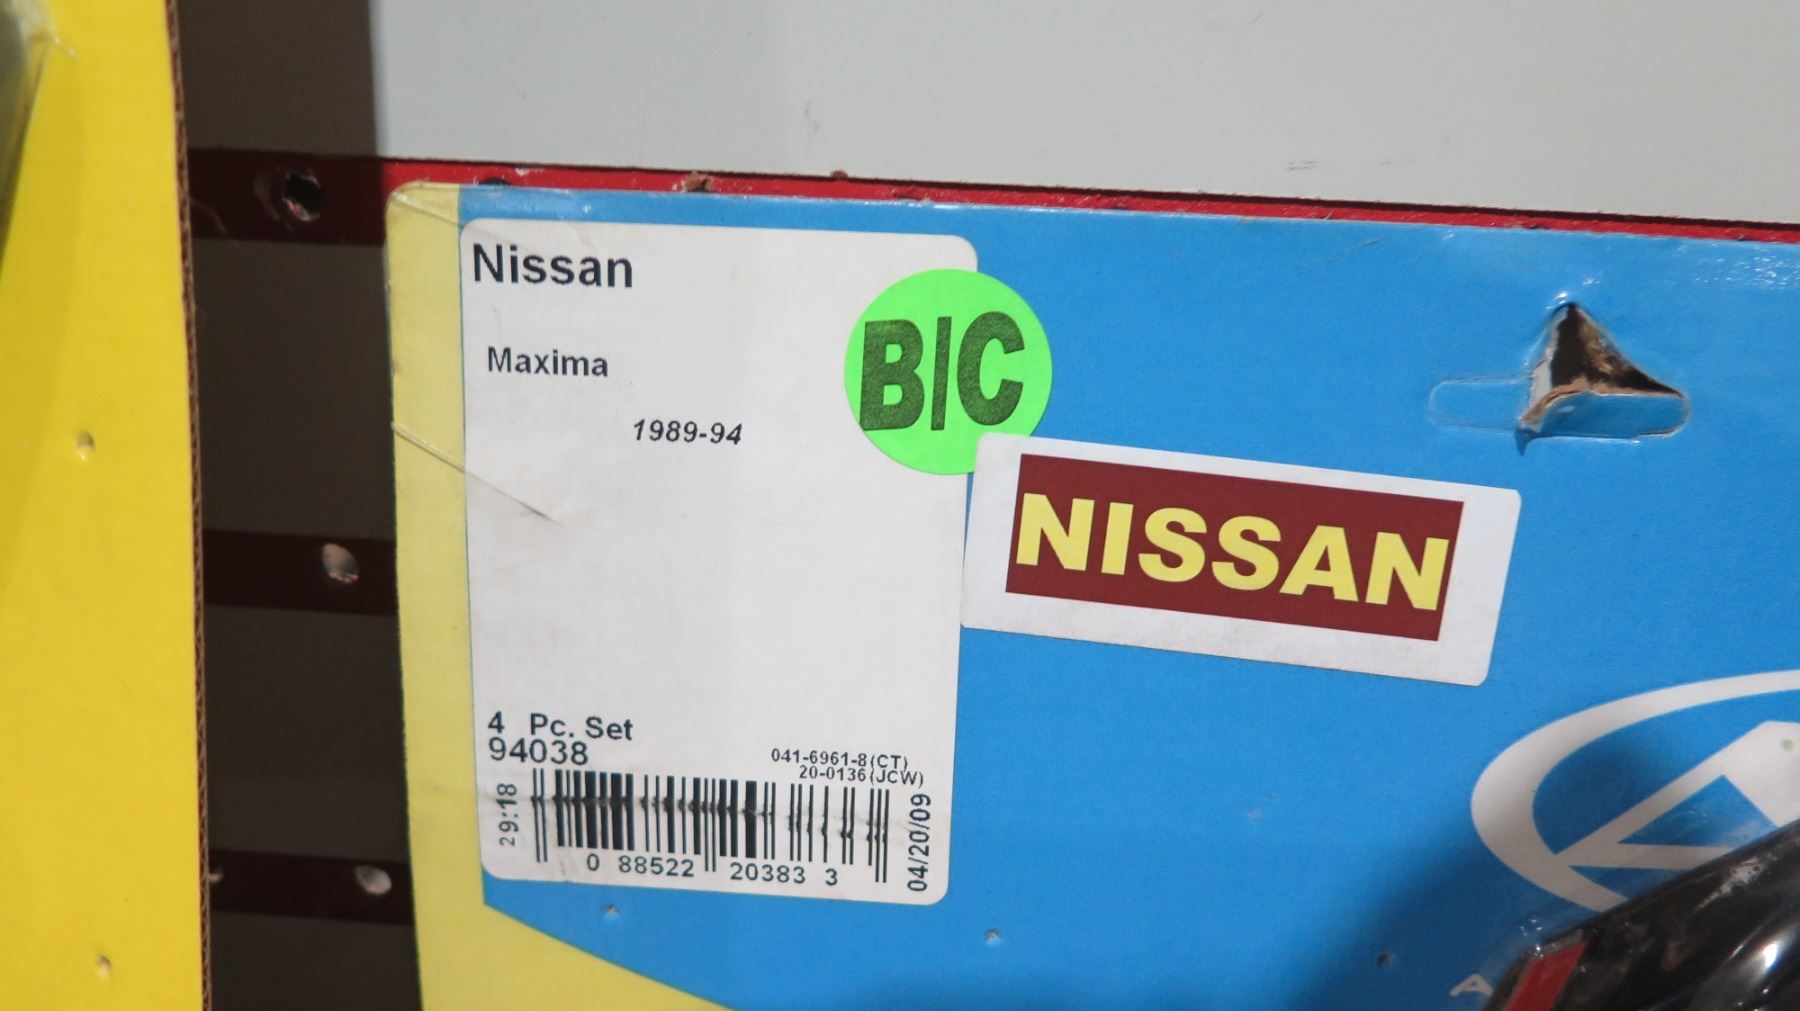 Nissan
B|C
Maxima
1989-94
NISSAN
4 Pc. Set
94038
041-6961-8(CT)
20-0136(JCW)
29:18
04/20/09
0 88522 20383 3